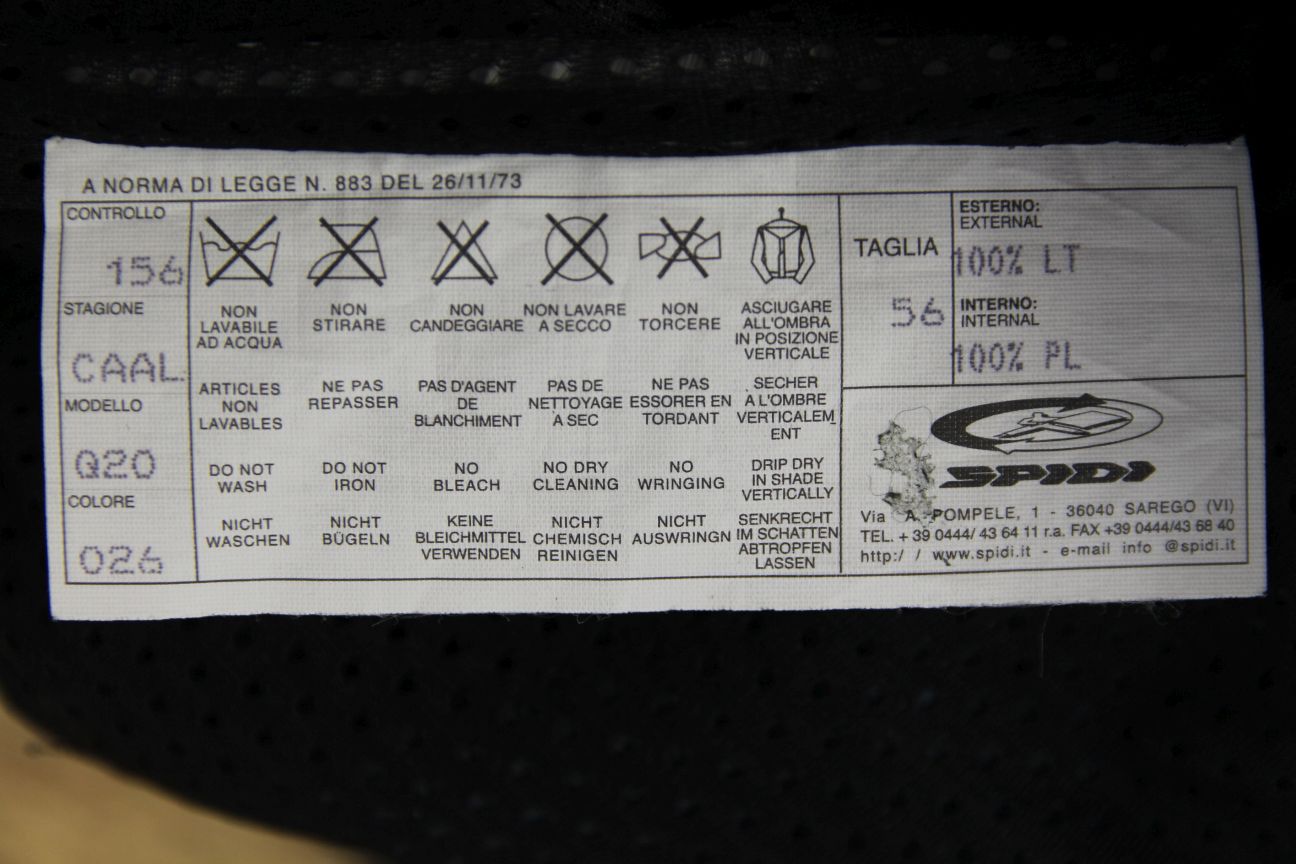 A NORMA DI LEGGE N. 883 DEL 26/11/73
CONTROLLO
156
STAGIONE
CAAL
MODELLO
Q20
COLORE
026
NON
LAVABILE
AD ACQUA
NON
STIRARE
NON
CANDEGGIARE
NON LAVARE
A SECCO
NON
TORCERE
ASCIUGARE
ALL'OMBRA
IN POSIZIONE
VERTICALE
ARTICLES
NON
LAVABLES
NE PAS
REPASSER
PAS D'AGENT
DE
BLANCHIMENT
PAS DE
NETTOYAGE
A SEC
NE PAS
ESSORER EN
TORDANT
SECHER
A L'OMBRE
VERTICALEM
ENT
DO NOT
WASH
DO NOT
IRON
NO
BLEACH
NO DRY
CLEANING
NO
WRINGING
DRIP DRY
IN SHADE
VERTICALLY
NICHT
WASCHEN
NICHT
BÜGELN
KEINE
BLEICHMITTEL
VERWENDEN
NICHT
CHEMISCH
REINIGEN
NICHT
AUSWRINGN
SENKRECHT
IM SCHATTEN
ABTROPFEN
LASSEN
TAGLIA
56
ESTERNO:
EXTERNAL
100% LT
INTERNO:
INTERNAL
100% PL
SPIDI
Via A. POMPELE, 1 - 36040 SAREGO (VI)
TEL. + 39 0444/ 43 64 11 r.a. FAX +39 0444/43 68 40
http:/ / www.spidi.it - e-mail info @spidi.it